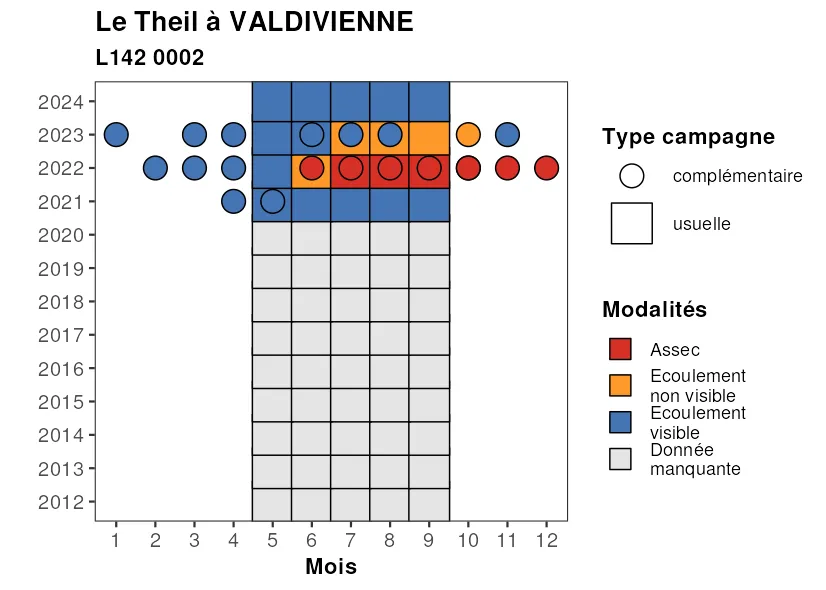 Le Theil à VALDIVIENNE
L142 0002
2024
2023
2022
2021
2020
2019
2018
2017
2016
2015
2014
2013
2012
1 2 3 4 5 6 7 8 9 10 11 12
Mois
Type campagne
complémentaire
usuelle
Modalités
Assec
Ecoulement
non visible
Ecoulement
visible
Donnée
manquante